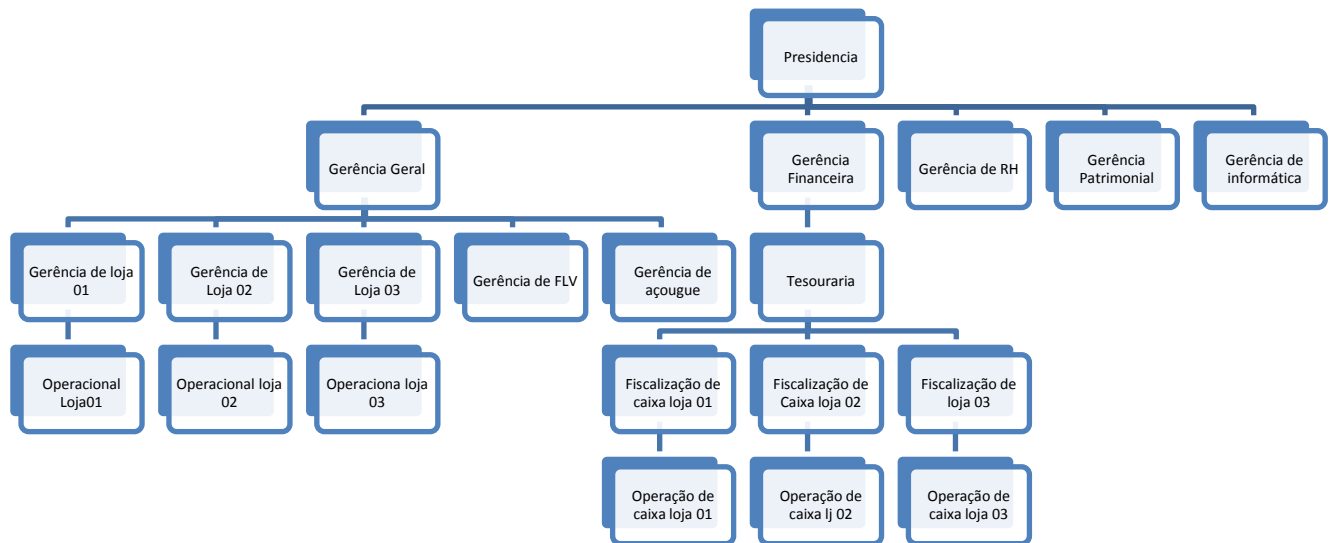 Presidencia
Gerência Geral
Gerência
Financeira
Gerência de RH
Gerência
Patrimonial
Gerência de
informática
Gerência de loja
01
Gerência de
Loja 02
Gerência de
Loja 03
Gerência de FLV
Gerência de
açougue
Tesouraria
Operacional
Loja01
Operacional loja
02
Operaciona loja
03
Fiscalização de
caixa loja 01
Fiscalização de
Caixa loja 02
Fiscalização de
loja 03
Operação de
caixa loja 01
Operação de
caixa lj 02
Operação de
caixa loja 03